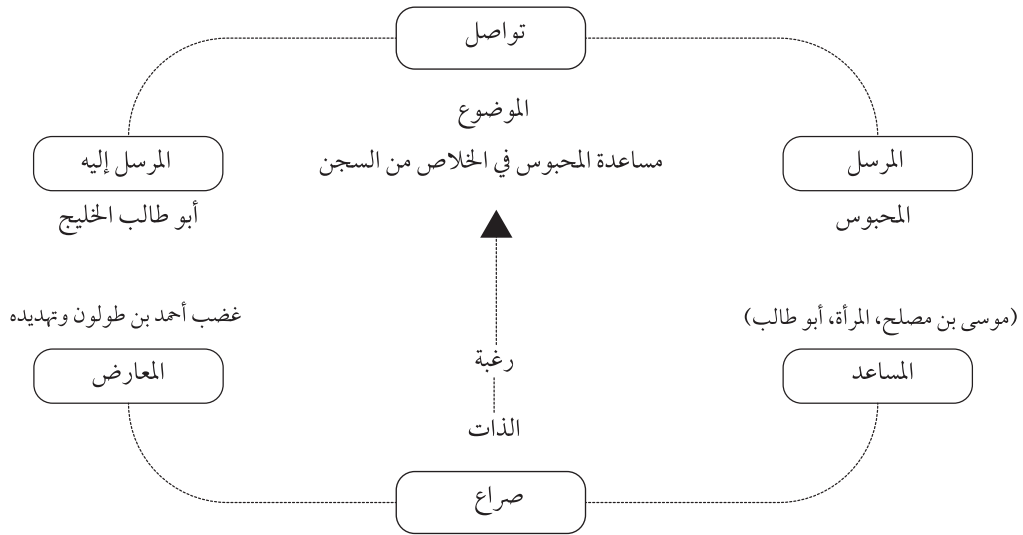 تواصل
الموضوع
مساعدة المحبوس في الخلاص من السجن
المرسل
المحبوس
المرسل إليه
أبو طالب الخليج
(موسى بن مصلح، المرأة، أبو طالب)
المساعد
غضب أحمد بن طولون وتهديده
المعارض
رغبة
الذات
صراع